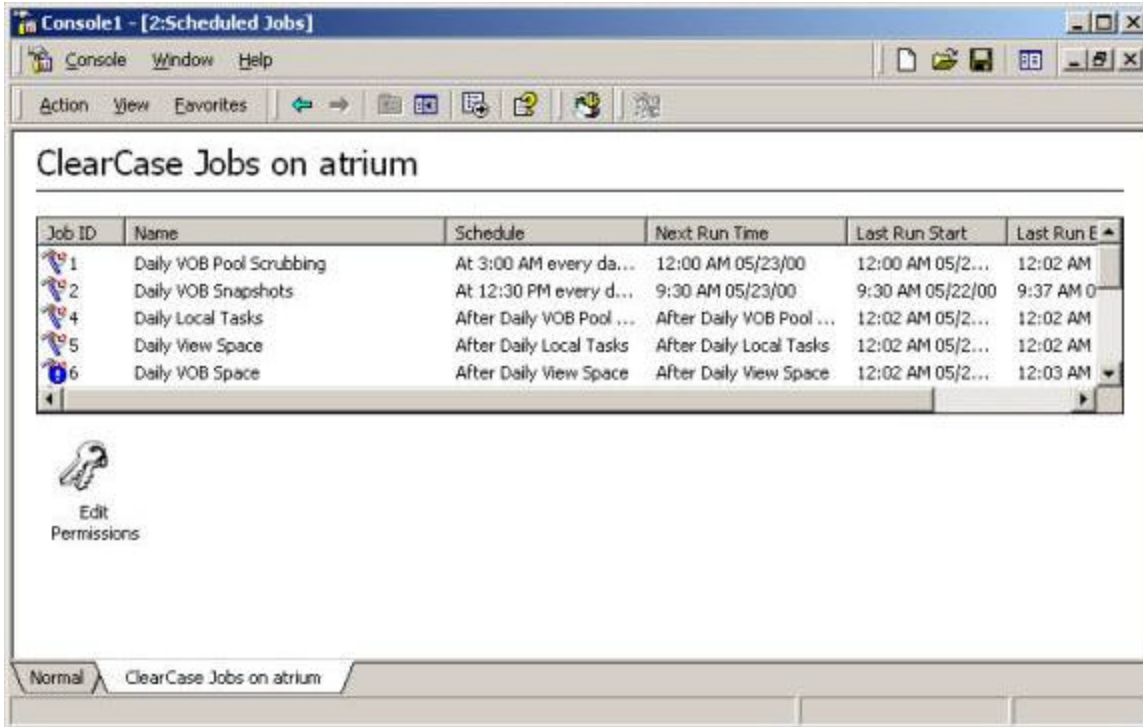 Console1 - [2:Scheduled Jobs]
Console Window Help
Action View Favorites
ClearCase Jobs on atrium
Job ID Name Schedule Next Run Time Last Run Start Last Run E
1 Daily VOB Pool Scrubbing At 3:00 AM every da... 12:00 AM 05/23/00 12:00 AM 05/2... 12:02 AM
2 Daily VOB Snapshots At 12:30 PM every d... 9:30 AM 05/23/00 9:30 AM 05/22/00 9:37 AM 0
4 Daily Local Tasks After Daily VOB Pool ... After Daily VOB Pool ... 12:02 AM 05/2... 12:02 AM
5 Daily View Space After Daily Local Tasks After Daily Local Tasks 12:02 AM 05/2... 12:02 AM
6 Daily VOB Space After Daily View Space After Daily View Space 12:02 AM 05/2... 12:03 AM
Edit
Permissions
Normal ClearCase Jobs on atrium